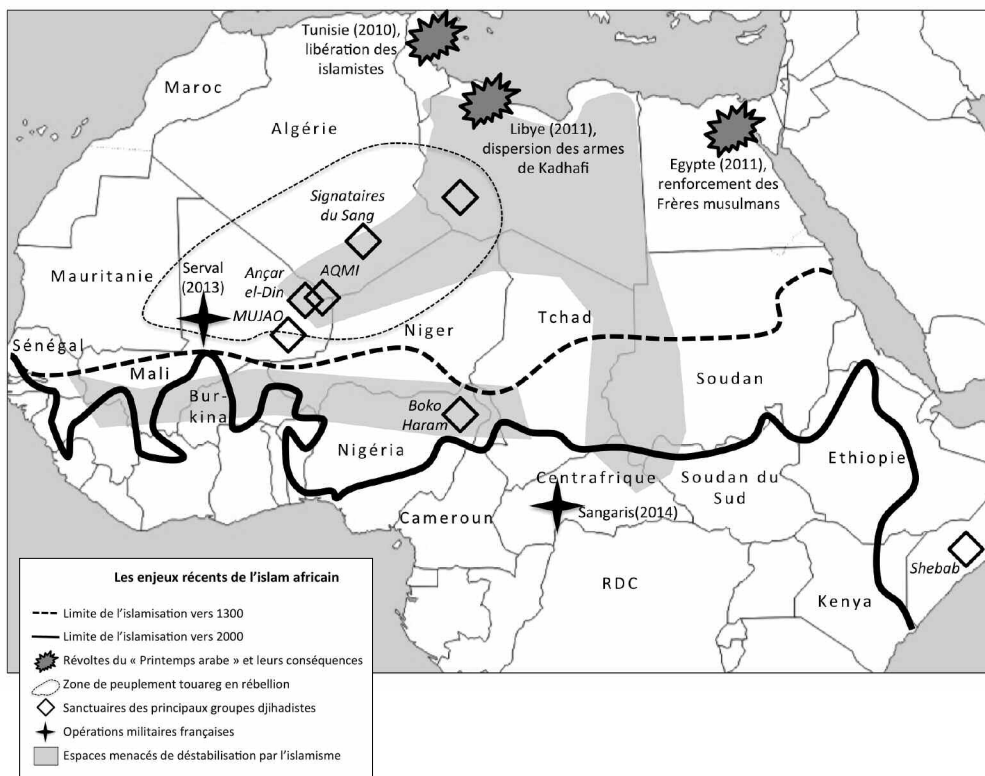 Tunisie (2010),
libération des
islamistes
Maroc
Algérie
Libye (2011),
dispersion des armes
de Kadhafi
Egypte (2011),
renforcement des
Frères musulmans
Signataires
du Sang
Mauritanie
Serval
(2013)
Ançar
el-Din
AQMI
MUJAO
Niger
Tchad
Sénégal
Mali
Soudan
Bur-
kina
Boko
Haram
Nigéria
Ethiopie
Centrafrique
Soudan du
Sud
Cameroun
Sangaris(2014)
Shebab
RDC
Kenya
Les enjeux récents de l’islam africain
Limite de l’islamisation vers 1300
Limite de l’islamisation vers 2000
Révoltes du « Printemps arabe » et leurs conséquences
Zone de peuplement touareg en rébellion
Sanctuaires des principaux groupes djihadistes
Opérations militaires françaises
Espaces menacés de déstabilisation par l’islamisme